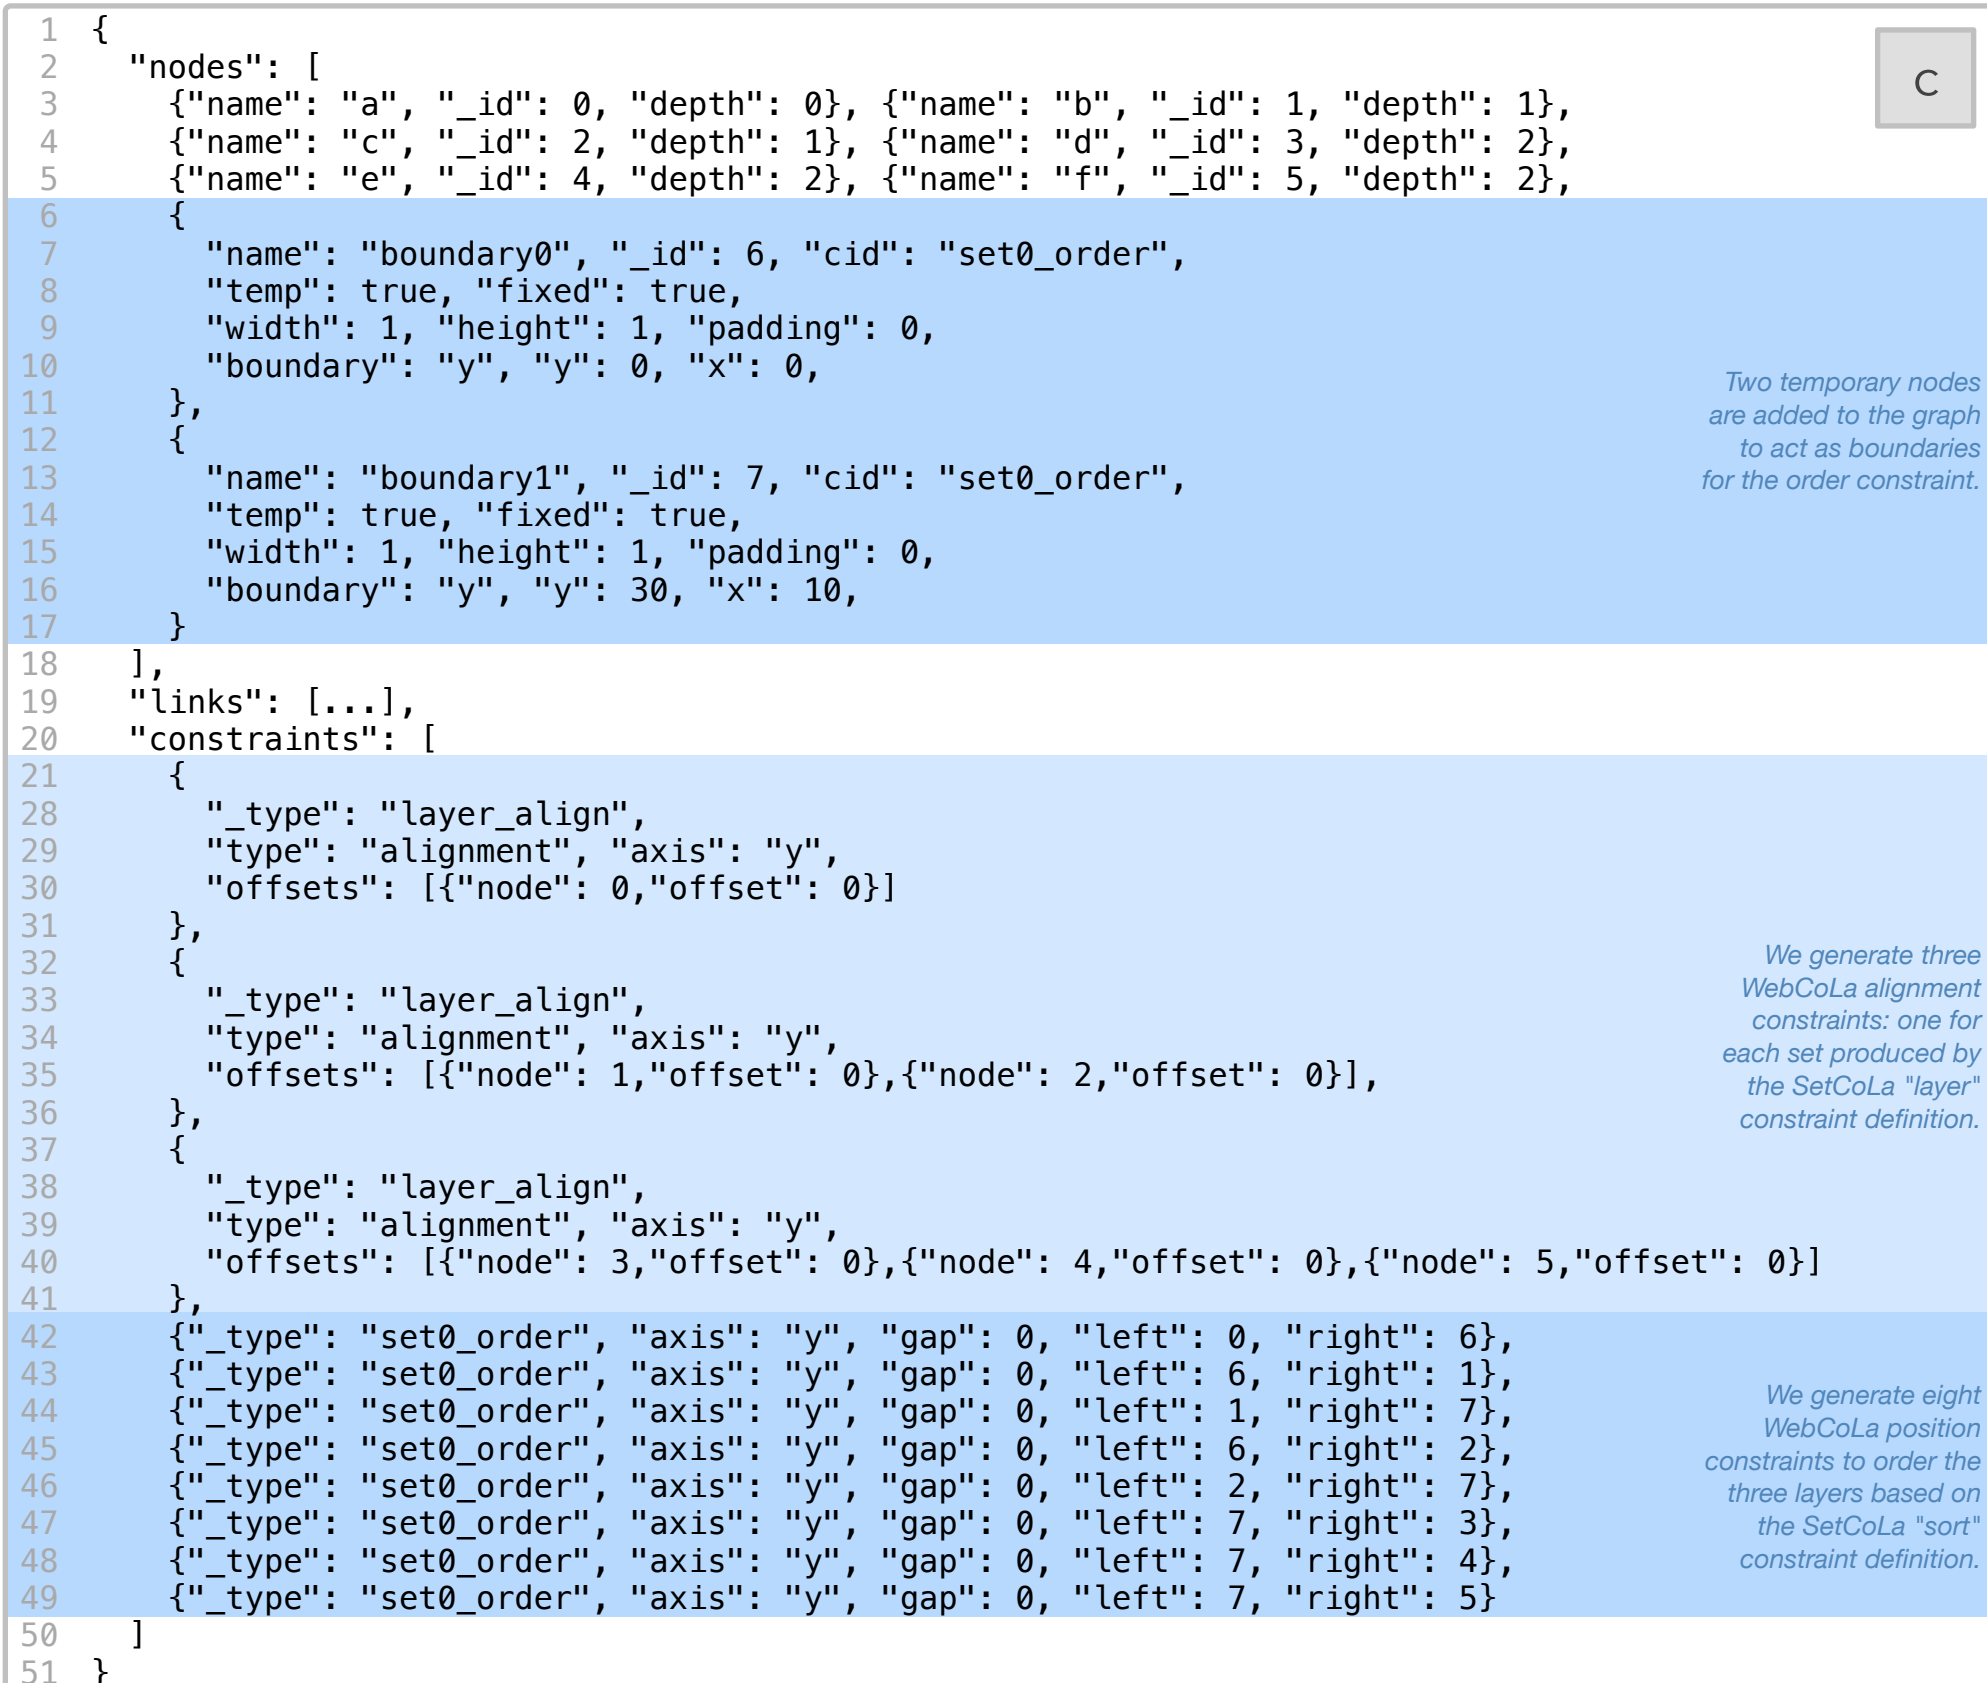 1 {
C
2 "nodes": [
3 {"name": "a", "_id": 0, "depth": 0}, {"name": "b", "_id": 1, "depth": 1},
4 {"name": "c", "_id": 2, "depth": 1}, {"name": "d", "_id": 3, "depth": 2},
5 {"name": "e", "_id": 4, "depth": 2}, {"name": "f", "_id": 5, "depth": 2},
6 {
7 "name": "boundary0", "_id": 6, "cid": "set0_order",
8 "temp": true, "fixed": true,
9 "width": 1, "height": 1, "padding": 0,
10 "boundary": "y", "y": 0, "x": 0,
11 },
12 {
13 "name": "boundary1", "_id": 7, "cid": "set0_order",
14 "temp": true, "fixed": true,
15 "width": 1, "height": 1, "padding": 0,
16 "boundary": "y", "y": 30, "x": 10,
17 }
Two temporary nodes
are added to the graph
to act as boundaries
for the order constraint.
18 ],
19 "links": [...],
20 "constraints": [
21 {
28 "_type": "layer_align",
29 "type": "alignment", "axis": "y",
30 "offsets": [{"node": 0,"offset": 0}]
31 },
32 {
33 "_type": "layer_align",
34 "type": "alignment", "axis": "y",
35 "offsets": [{"node": 1,"offset": 0},{"node": 2,"offset": 0}],
36 },
37 {
38 "_type": "layer_align",
39 "type": "alignment", "axis": "y",
40 "offsets": [{"node": 3,"offset": 0},{"node": 4,"offset": 0},{"node": 5,"offset": 0}]
41 },
We generate three
WebCoLa alignment
constraints: one for
each set produced by
the SetCoLa "layer"
constraint definition.
42 {"_type": "set0_order", "axis": "y", "gap": 0, "left": 0, "right": 6},
43 {"_type": "set0_order", "axis": "y", "gap": 0, "left": 6, "right": 1},
44 {"_type": "set0_order", "axis": "y", "gap": 0, "left": 1, "right": 7},
45 {"_type": "set0_order", "axis": "y", "gap": 0, "left": 6, "right": 2},
46 {"_type": "set0_order", "axis": "y", "gap": 0, "left": 2, "right": 7},
47 {"_type": "set0_order", "axis": "y", "gap": 0, "left": 7, "right": 3},
48 {"_type": "set0_order", "axis": "y", "gap": 0, "left": 7, "right": 4},
49 {"_type": "set0_order", "axis": "y", "gap": 0, "left": 7, "right": 5}
We generate eight
WebCoLa position
constraints to order the
three layers based on
the SetCoLa "sort"
constraint definition.
50 ]
51 }